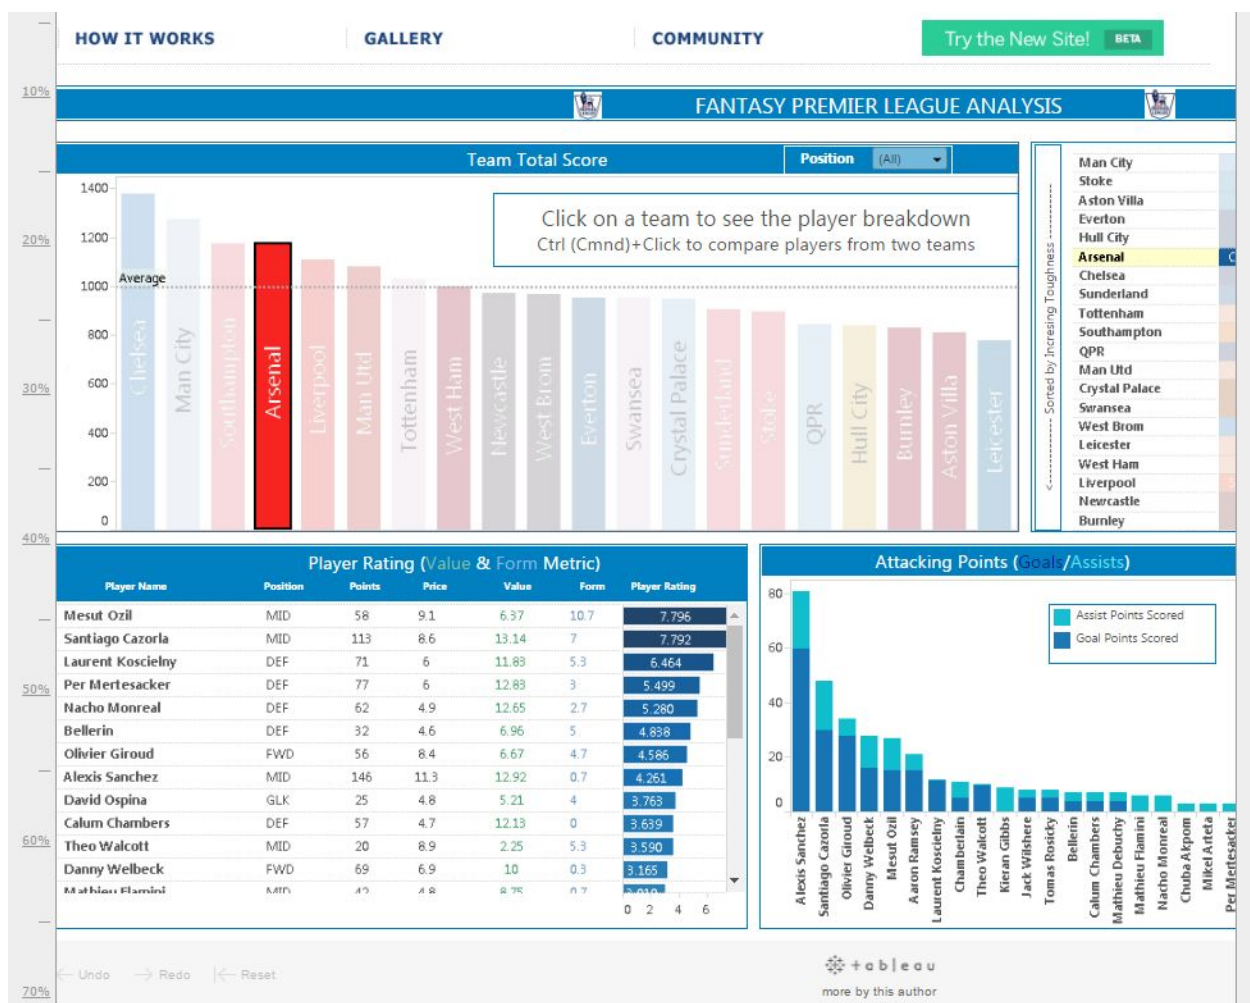 HOW IT WORKS
GALLERY
COMMUNITY
Try the New Site! BETA
10%
20%
30%
40%
50%
60%
70%
FANTASY PREMIER LEAGUE ANALYSIS
Team Total Score
Position (All)
1400
1200
1000
800
600
400
200
0
Average
Click on a team to see the player breakdown
Ctrl (Cmnd)+Click to compare players from two teams
Chelsea
Man City
Southampton
Arsenal
Liverpool
Man Utd
Tottenham
West Ham
Newcastle
West Brom
Everton
Swansea
Crystal Palace
Sunderland
Stoke
QPR
Hull City
Burnley
Aston Villa
Leicester
<----------- Sorted by Incresing Toughness -----------
Man City
Stoke
Aston Villa
Everton
Hull City
Arsenal
Chelsea
Sunderland
Tottenham
Southampton
QPR
Man Utd
Crystal Palace
Swansea
West Brom
Leicester
West Ham
Liverpool
Newcastle
Burnley
Player Rating (Value & Form Metric)
Player Name Position Points Price Value Form Player Rating
Mesut Ozil MID 58 9.1 6.37 10.7 7.796
Santiago Cazorla MID 113 8.6 13.14 7 7.792
Laurent Koscielny DEF 71 6 11.83 5.3 6.464
Per Mertesacker DEF 77 6 12.83 3 5.499
Nacho Monreal DEF 62 4.9 12.65 2.7 5.280
Bellerin DEF 32 4.6 6.96 5 4.838
Olivier Giroud FWD 56 8.4 6.67 4.7 4.586
Alexis Sanchez MID 146 11.3 12.92 0.7 4.261
David Ospina GLK 25 4.8 5.21 4 3.763
Calum Chambers DEF 57 4.7 12.13 0 3.639
Theo Walcott MID 20 8.9 2.25 5.3 3.590
Danny Welbeck FWD 69 6.9 10 0.3 3.165
Mathieu Flamini MID 42 4.8 8.75 0.7
0 2 4 6
Attacking Points (Goals/Assists)
80
60
40
20
0
Assist Points Scored
Goal Points Scored
Alexis Sanchez
Santiago Cazorla
Olivier Giroud
Danny Welbeck
Mesut Ozil
Aaron Ramsey
Laurent Koscielny
Chamberlain
Theo Walcott
Kieran Gibbs
Jack Wilshere
Tomas Rosicky
Bellerin
Calum Chambers
Mathieu Debuchy
Mathieu Flamini
Nacho Monreal
Chuba Akpom
Mikel Arteta
Per Mertesacker
Undo
Redo
Reset
+ableau
more by this author